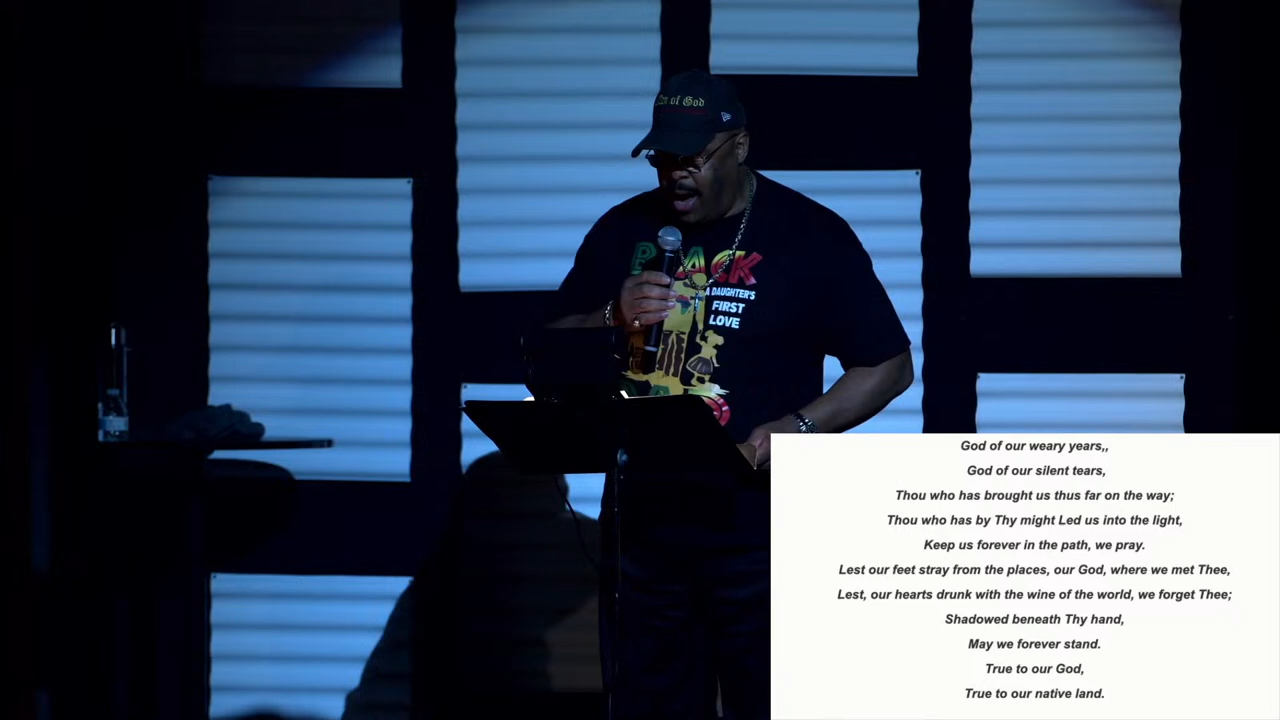 of God
BLACK
A DAUGHTER'S
FIRST
LOVE
God of our weary years,,
God of our silent tears,
Thou who has brought us thus far on the way;
Thou who has by Thy might Led us into the light,
Keep us forever in the path, we pray.
Lest our feet stray from the places, our God, where we met Thee,
Lest, our hearts drunk with the wine of the world, we forget Thee;
Shadowed beneath Thy hand,
May we forever stand.
True to our God,
True to our native land.